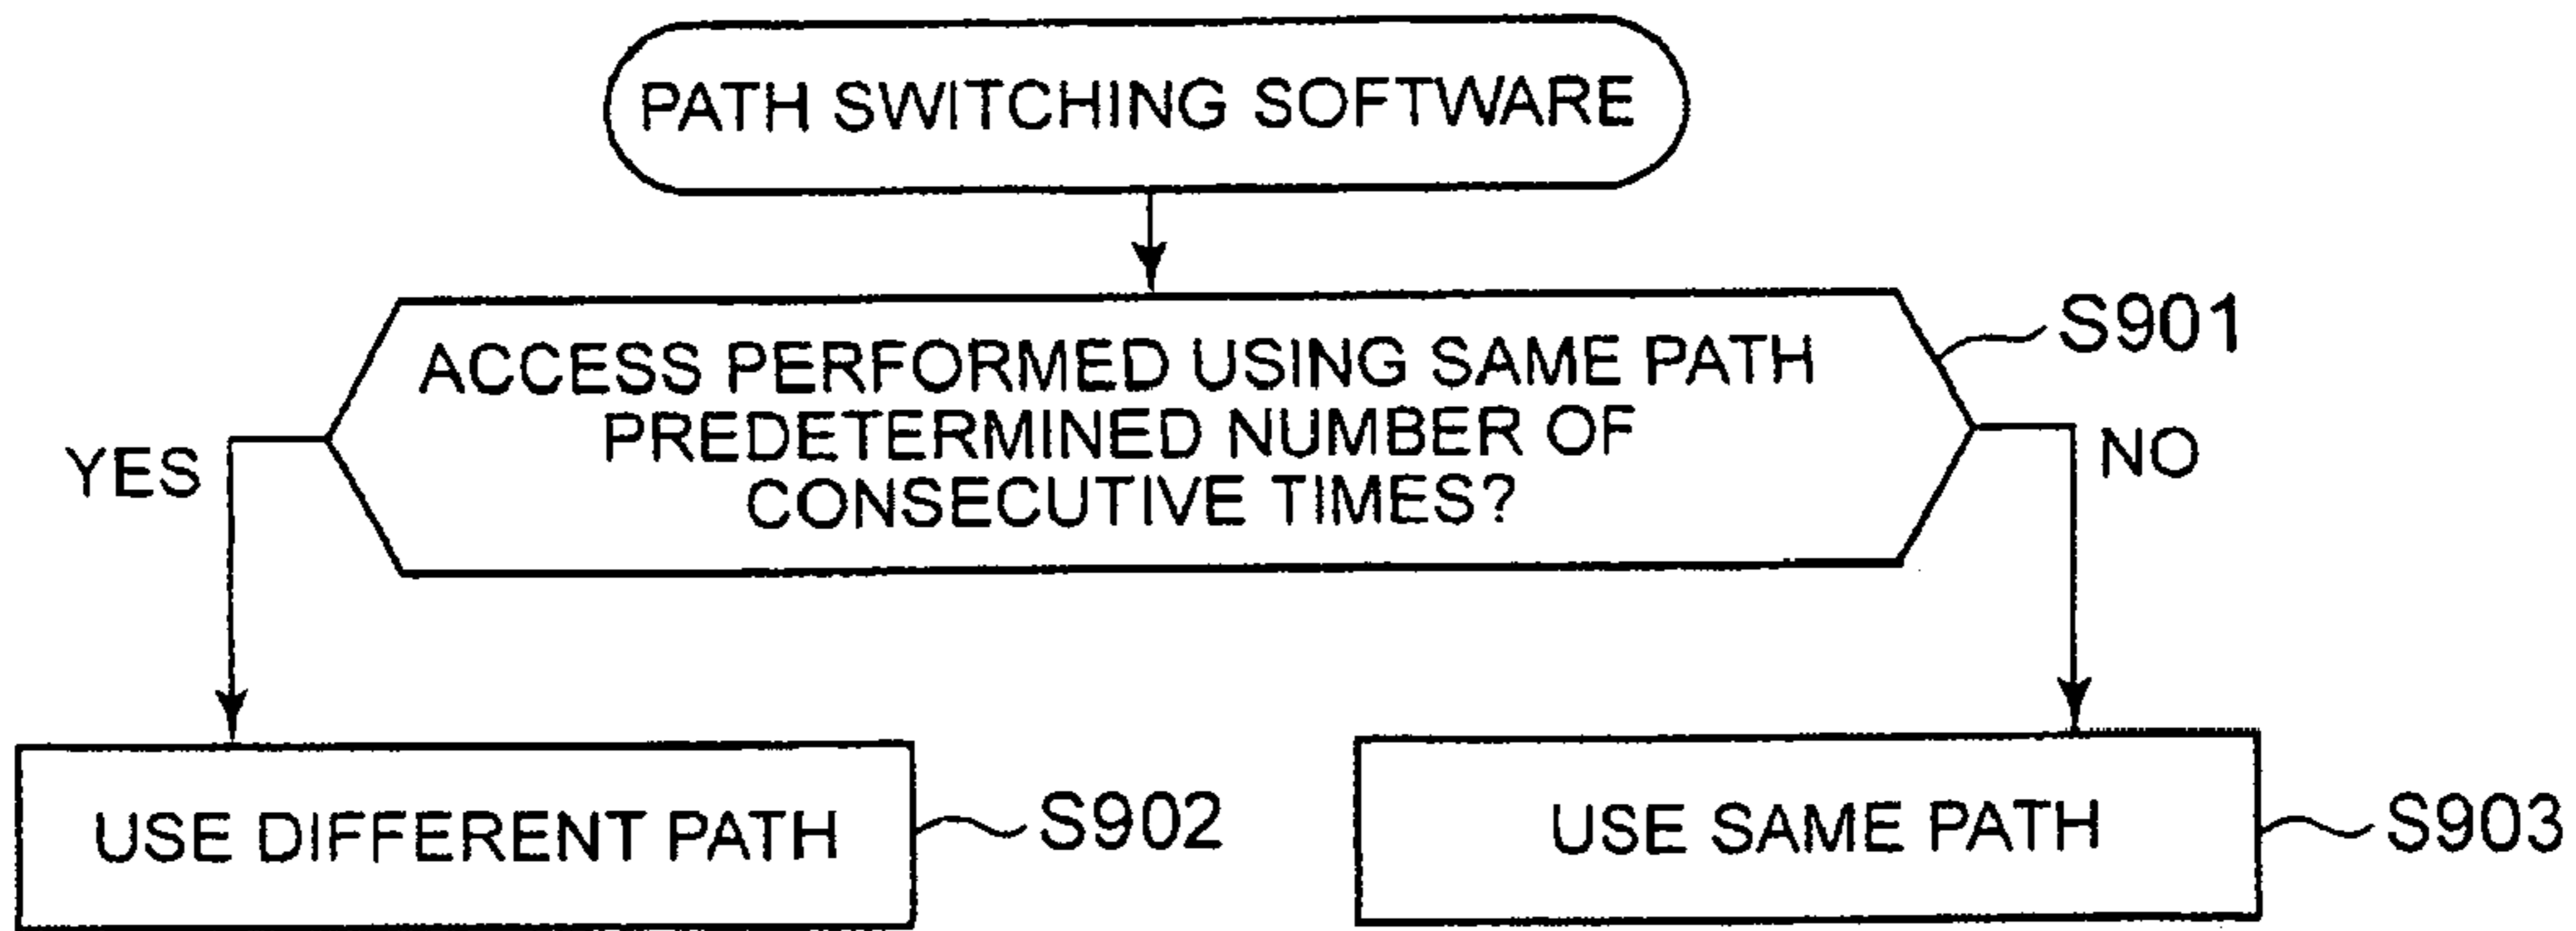 PATH SWITCHING SOFTWARE
ACCESS PERFORMED USING SAME PATH
PREDETERMINED NUMBER OF
CONSECUTIVE TIMES?
S901
YES
NO
USE DIFFERENT PATH
S902
USE SAME PATH
S903